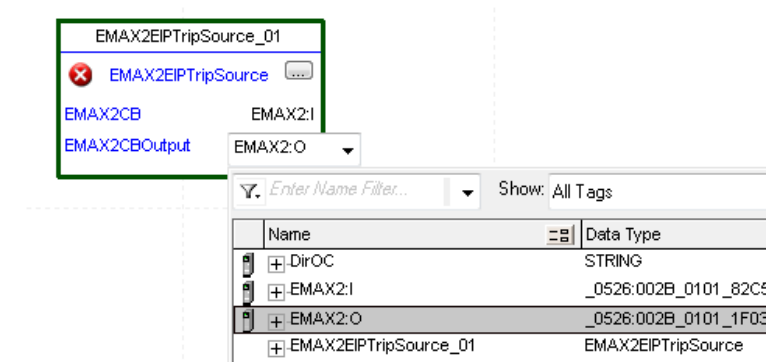 EMAX2EIPTripSource_01
EMAX2EIPTripSource ...
EMAX2CB EMAX2:I
EMAX2CBOutput EMAX2:O
Enter Name Filter... Show: All Tags
Name Data Type
DirOC STRING
EMAX2:I _0526:002B_0101_82C5
EMAX2:O _0526:002B_0101_1F03
EMAX2EIPTripSource_01 EMAX2EIPTripSource